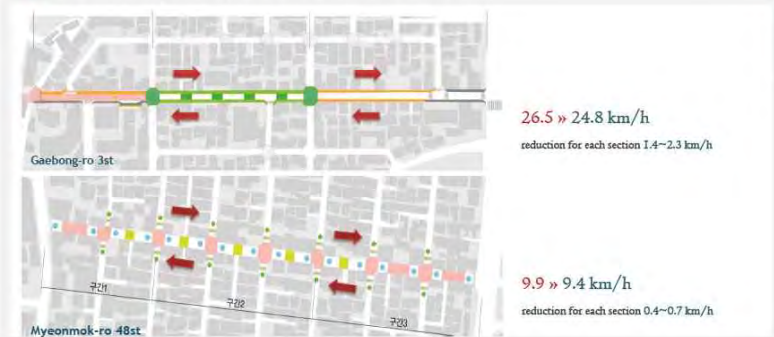 Gaebong-ro 3st
26.5 » 24.8 km/h
reduction for each section 1.4~2.3 km/h
구간1
구간2
구간3
Myeonmok-ro 48st
9.9 » 9.4 km/h
reduction for each section 0.4~0.7 km/h